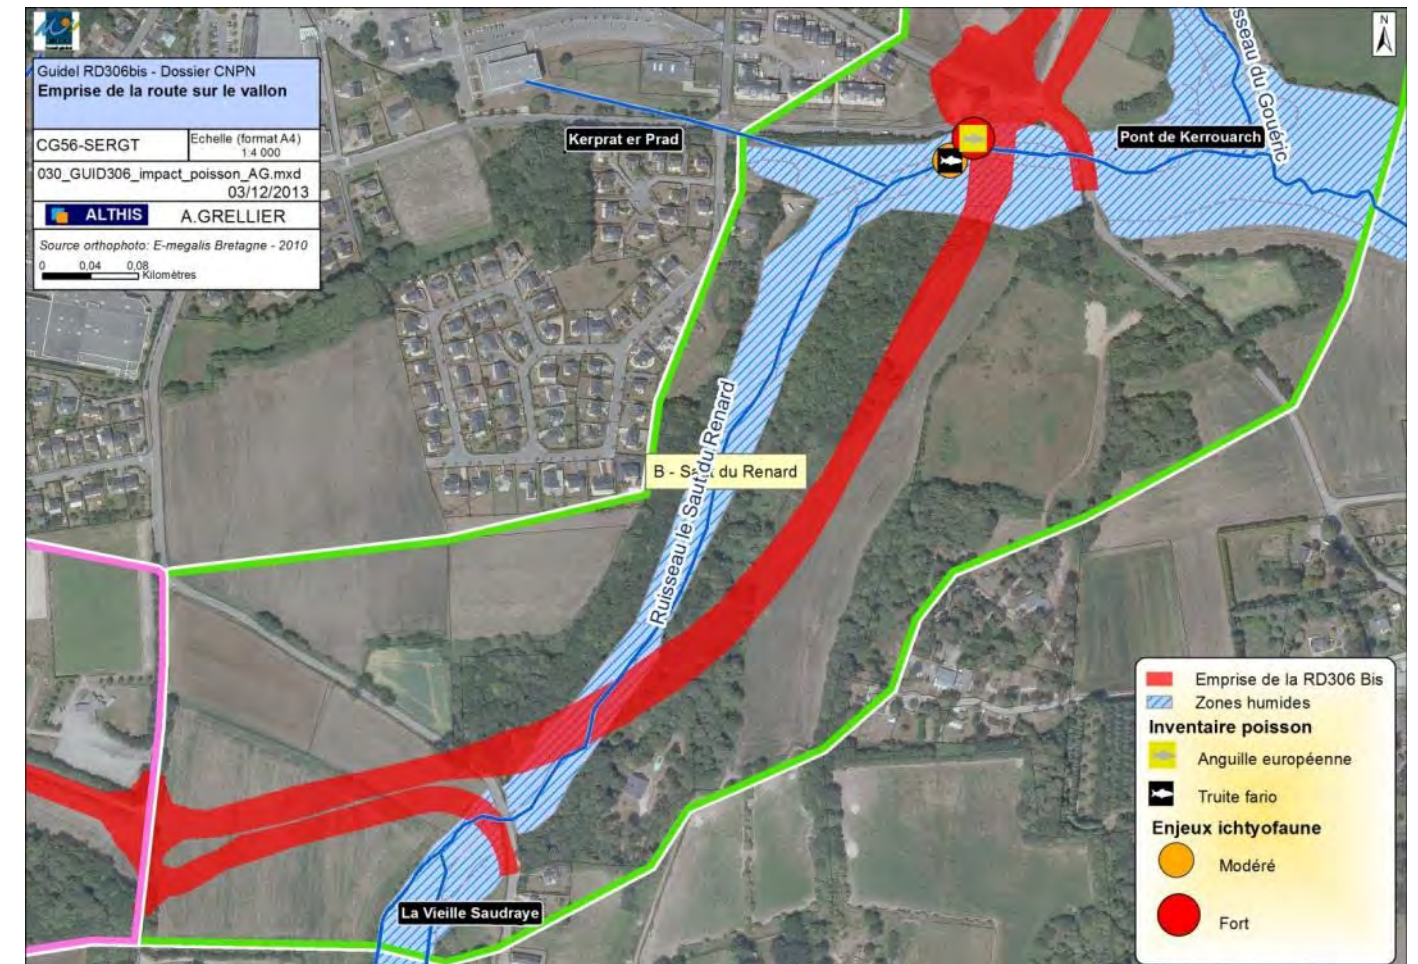 Guidel RD306bis - Dossier CNPN
Emprise de la route sur le vallon
CG56-SERGT
Echelle (format A4)
1:4 000
030_GUID306_impact_poisson_AG.mxd
03/12/2013
ALTHIS A.GRELLIER
Source orthophoto: E-megalis Bretagne - 2010
0 0,04 0,08
Kilomètres
N
sseau du Gouéric
Kerprat er Prad
Pont de Kerrouarch
Ruisseau le Saut du Renard
B - Saut du Renard
La Vieille Saudraye
Emprise de la RD306 Bis
Zones humides
Inventaire poisson
Anguille européenne
Truite fario
Enjeux ichtyofaune
Modéré
Fort